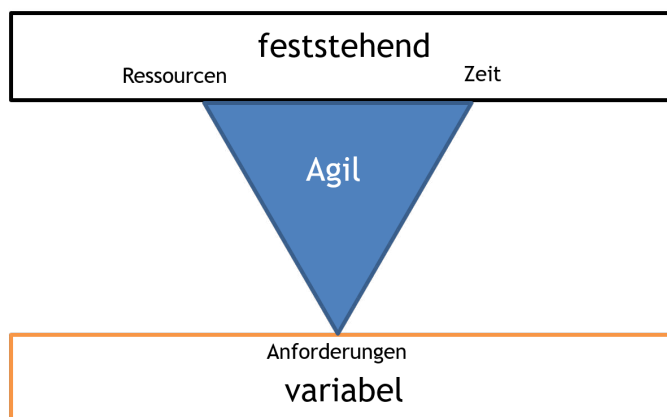 feststehend
Ressourcen
Zeit
Agil
Anforderungen
variabel